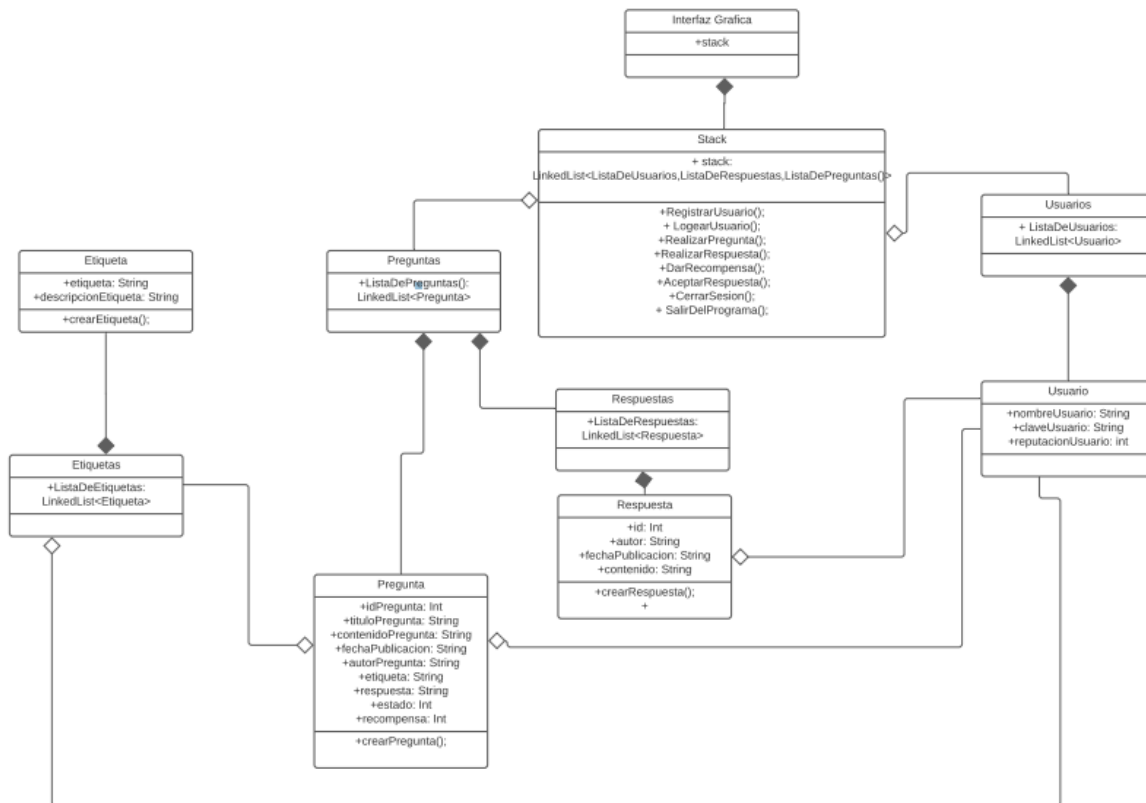 Interfaz Grafica
+stack
Stack
+ stack:
LinkedList<ListaDeUsuarios,ListaDeRespuestas,ListaDePreguntas()>
+RegistrarUsuario();
+ LogearUsuario();
+RealizarPregunta();
+RealizarRespuesta();
+DarRecompensa();
+AceptarRespuesta();
+CerrarSesion();
+ SalirDelPrograma();
Usuarios
+ ListaDeUsuarios:
LinkedList<Usuario>
Etiqueta
+etiqueta: String
+descripcionEtiqueta: String
+crearEtiqueta();
Preguntas
+ListaDePreguntas():
LinkedList<Pregunta>
Respuestas
+ListaDeRespuestas:
LinkedList<Respuesta>
Usuario
+nombreUsuario: String
+claveUsuario: String
+reputacionUsuario: int
Etiquetas
+ListaDeEtiquetas:
LinkedList<Etiqueta>
Respuesta
+id: Int
+autor: String
+fechaPublicacion: String
+contenido: String
+crearRespuesta();
+
Pregunta
+idPregunta: Int
+tituloPregunta: String
+contenidoPregunta: String
+fechaPublicacion: String
+autorPregunta: String
+etiqueta: String
+respuesta: String
+estado: Int
+recompensa: Int
+crearPregunta();